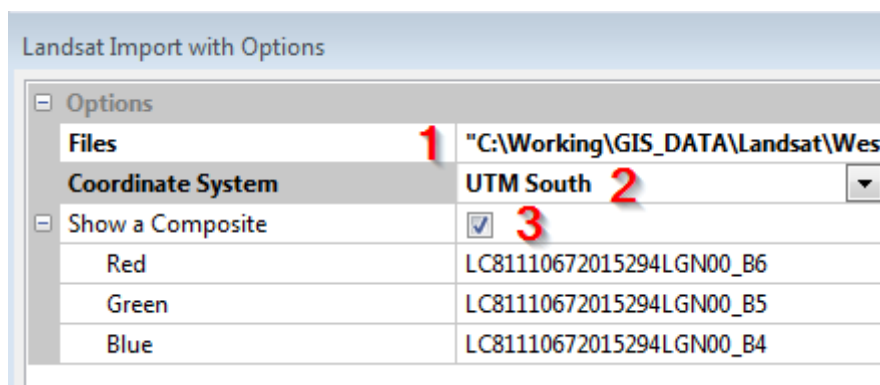 Landsat Import with Options
Options
Files 1 "C:\Working\GIS_DATA\Landsat\Wes
Coordinate System UTM South 2
Show a Composite 3
Red LC81110672015294LGN00_B6
Green LC81110672015294LGN00_B5
Blue LC81110672015294LGN00_B4